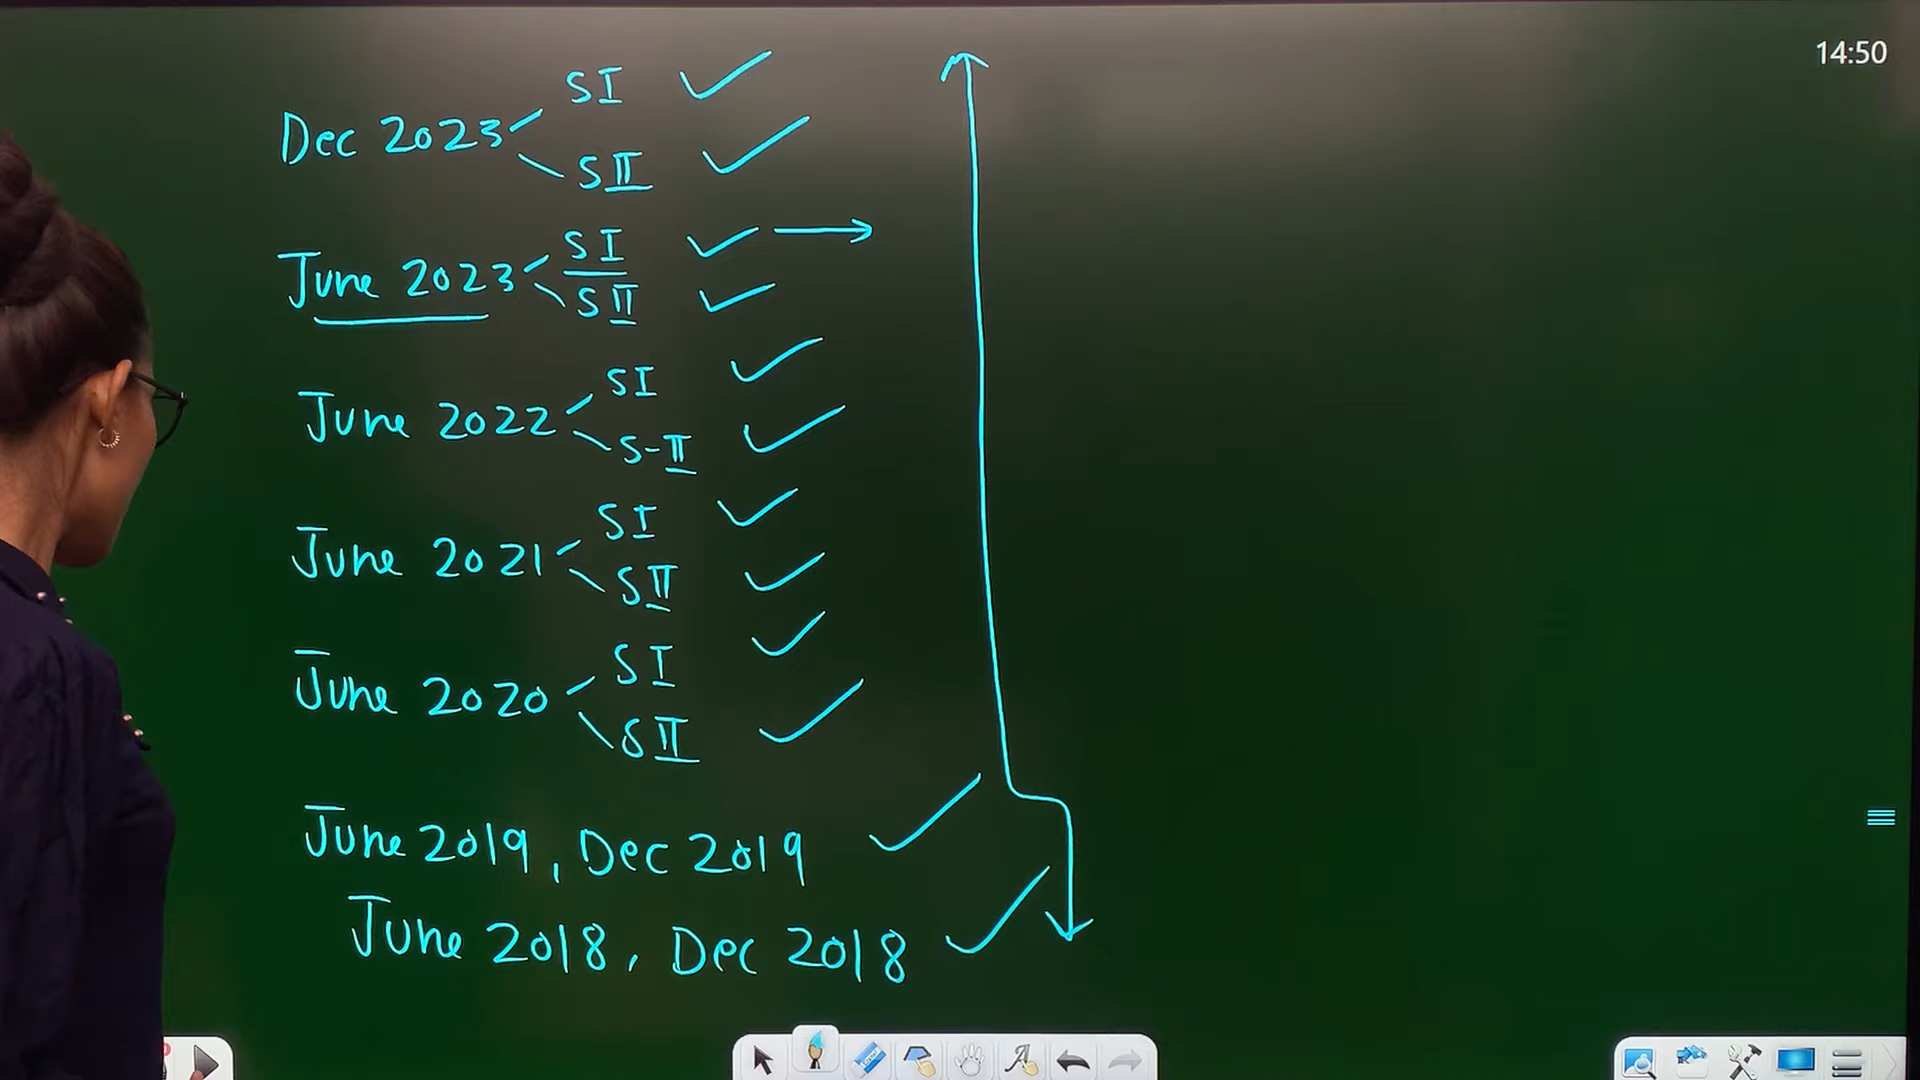 14:50
SI
Dec 2023
SII
SI
June 2023
SII
SI
June 2022
S-II
SI
June 2021
SII
SI
June 2020
SII
June 2019, Dec 2019
June 2018, Dec 2018